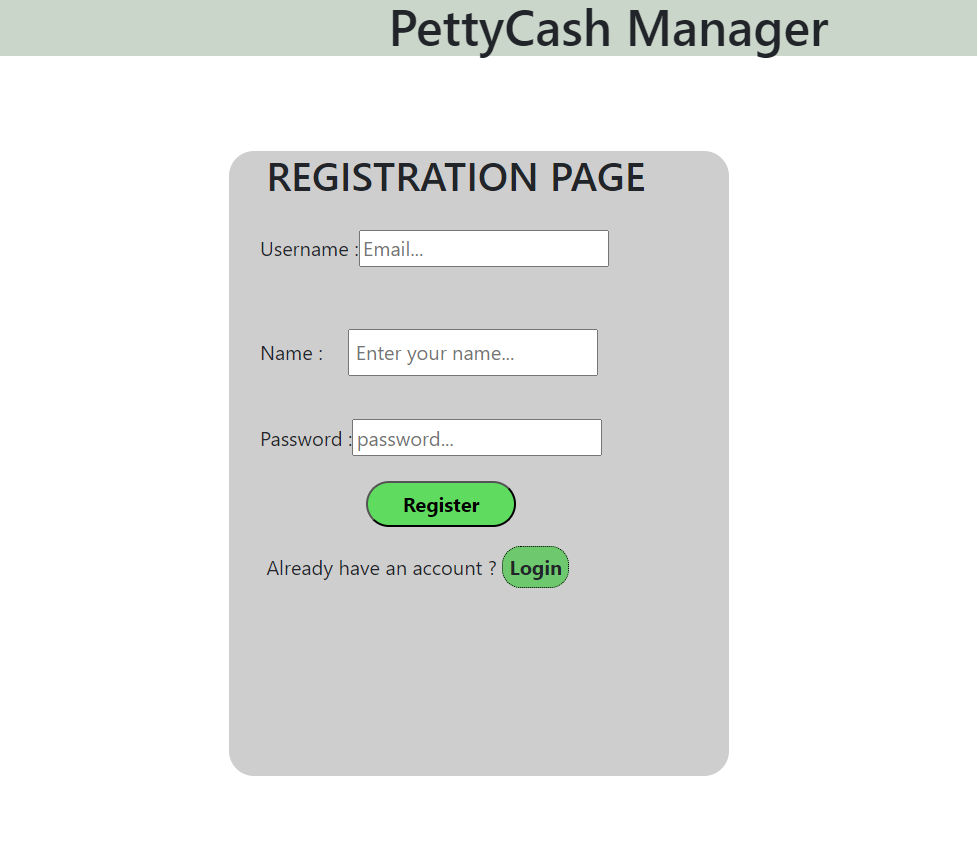 PettyCash Manager
REGISTRATION PAGE
Username : Email...
Name : Enter your name...
Password : password...
Register
Already have an account ? Login